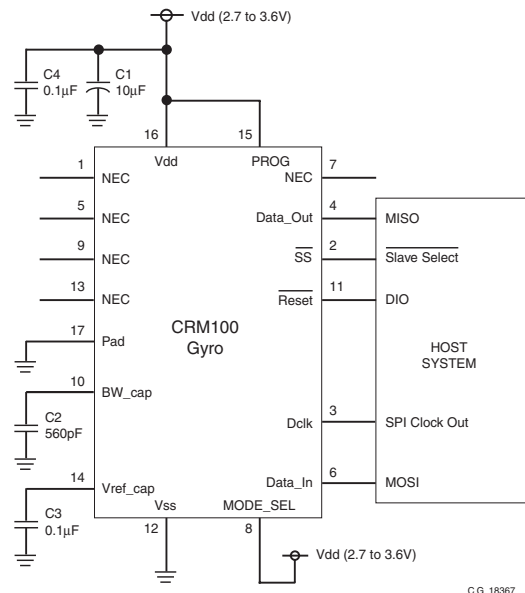 Vdd (2.7 to 3.6V)
C4
0.1µF
C1
10µF
16
15
Vdd
PROG
1
NEC
7
NEC
5
NEC
4
Data_Out
MISO
9
NEC
2
SS
Slave Select
13
NEC
11
Reset
DIO
CRM100
Gyro
HOST
SYSTEM
17
Pad
10
BW_cap
C2
560pF
3
Dclk
SPI Clock Out
14
Vref_cap
6
Data_In
MOSI
C3
0.1µF
Vss
MODE_SEL
12
8
Vdd (2.7 to 3.6V)
C.G. 18367